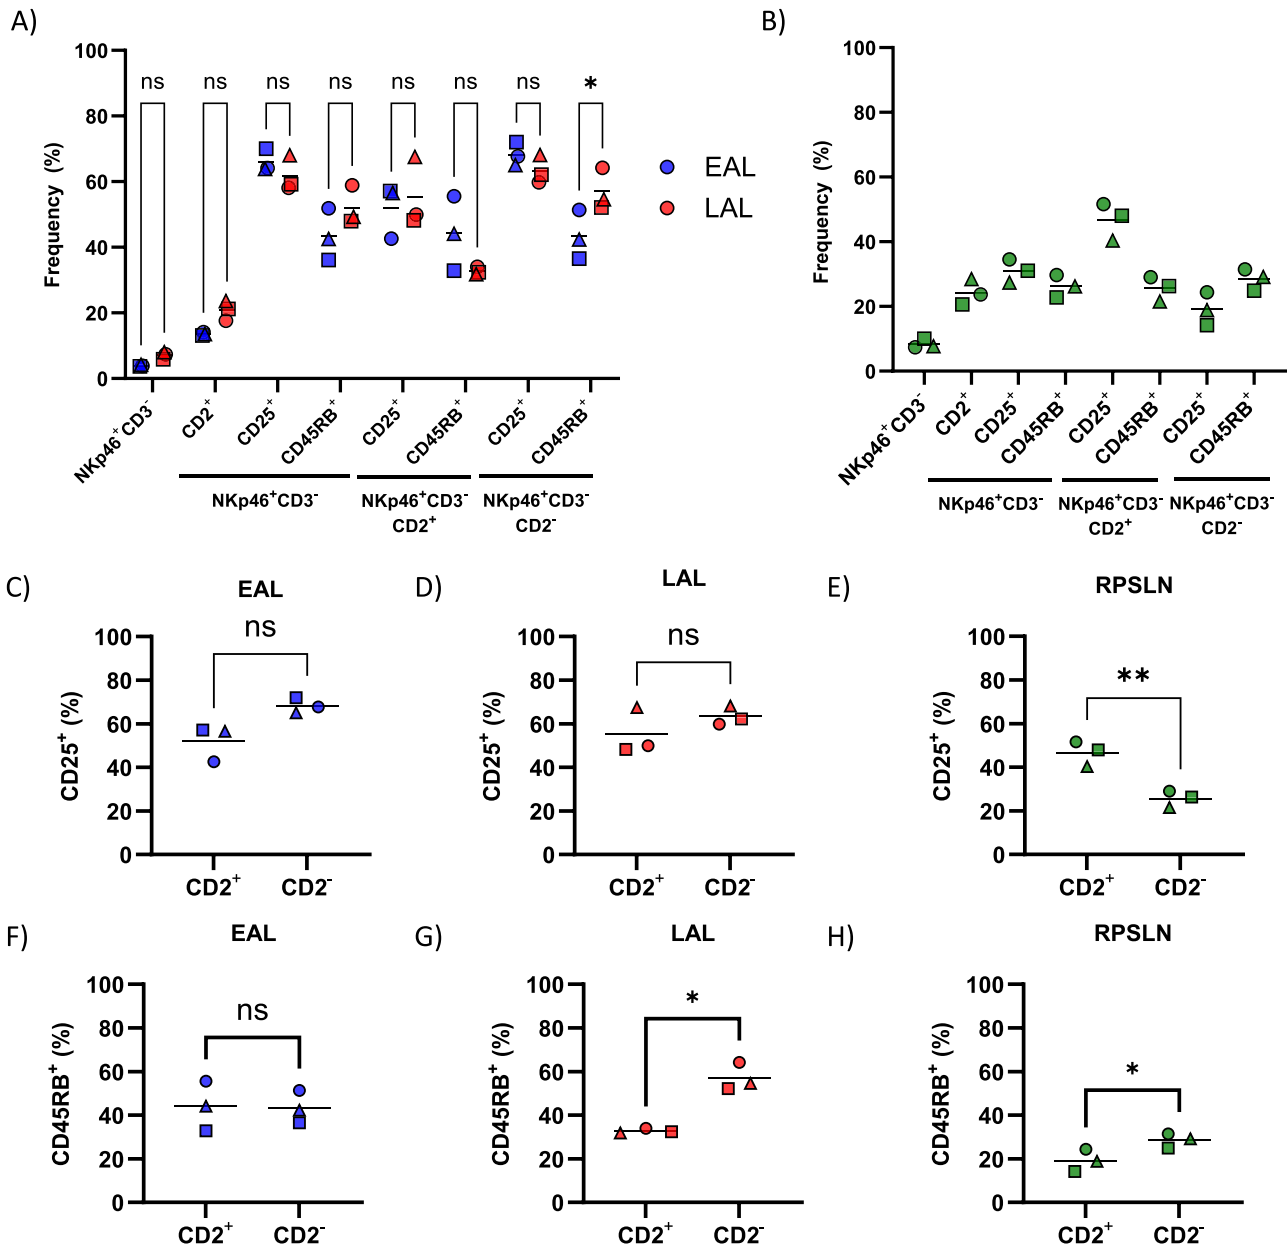 A)
100
80
60
40
20
0
Frequency (%)
ns ns ns ns ns ns ns *
EAL
LAL
NKp46⁺CD3⁻
CD2⁺
CD25⁺
CD45RB⁺
CD25⁺
CD45RB⁺
CD25⁺
CD45RB⁺
NKp46⁺CD3⁻
NKp46⁺CD3⁻
CD2⁺
NKp46⁺CD3⁻
CD2⁻
B)
100
80
60
40
20
0
Frequency (%)
NKp46⁺CD3⁻
CD2⁺
CD25⁺
CD45RB⁺
CD25⁺
CD45RB⁺
CD25⁺
CD45RB⁺
NKp46⁺CD3⁻
NKp46⁺CD3⁻
CD2⁺
NKp46⁺CD3⁻
CD2⁻
C)
EAL
ns
100
80
60
40
20
0
CD25⁺ (%)
CD2⁺ CD2⁻
D)
LAL
ns
100
80
60
40
20
0
CD25⁺ (%)
CD2⁺ CD2⁻
E)
RPSLN
**
100
80
60
40
20
0
CD25⁺ (%)
CD2⁺ CD2⁻
F)
EAL
ns
100
80
60
40
20
0
CD45RB⁺ (%)
CD2⁺ CD2⁻
G)
LAL
*
100
80
60
40
20
0
CD45RB⁺ (%)
CD2⁺ CD2⁻
H)
RPSLN
*
100
80
60
40
20
0
CD45RB⁺ (%)
CD2⁺ CD2⁻